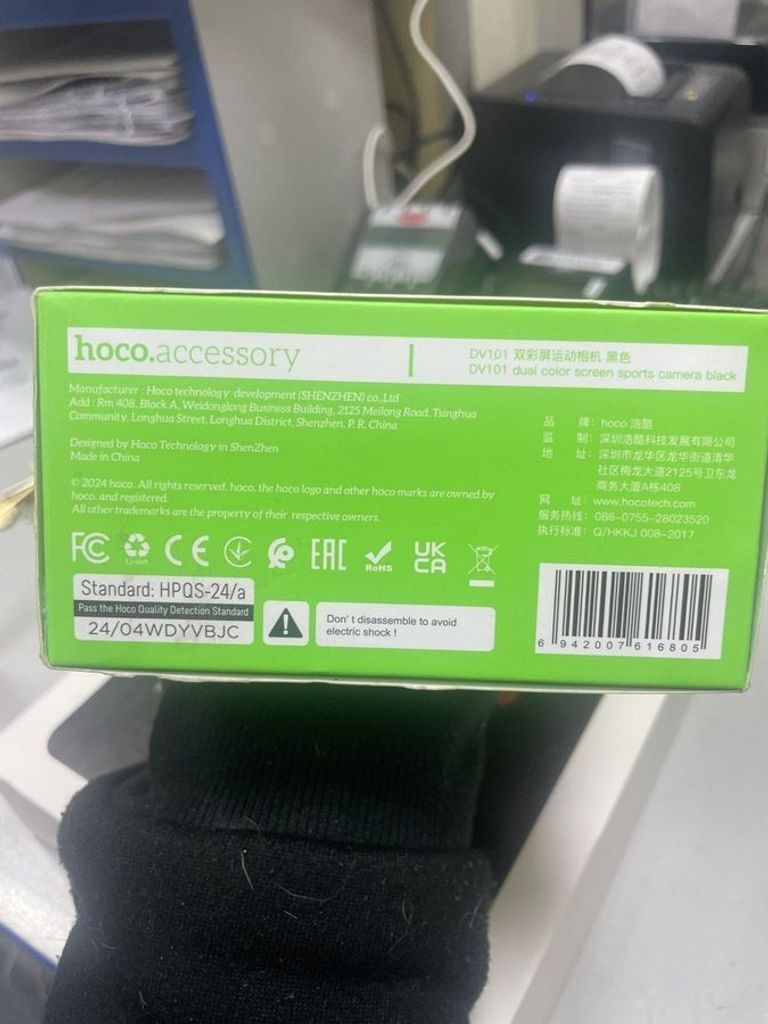 hoco.accessory
DV101 双彩屏运动相机 黑色
DV101 dual color screen sports camera black
Manufacturer : Hoco technology development (SHENZHEN) co.,Ltd
Add : Rm 408, Block A, Weidonglong Business Building, 2125 Meilong Road, Tsinghua
Community, Longhua Street, Longhua District, Shenzhen, P. R. China
Designed by Hoco Technology in ShenZhen
Made in China
© 2024 hoco. All rights reserved. hoco, the hoco logo and other hoco marks are owned by
hoco. and registered.
All other trademarks are the property of their respective owners.
品 牌: hoco.浩酷
监 制: 深圳浩酷科技发展有限公司
地 址: 深圳市龙华区龙华街道清华
社区梅龙大道2125号卫东龙
商务大厦A栋408
网 址: www.hocotech.com
服务热线: 086-0755-28023520
执行标准: Q/HKKJ 008-2017
FC
Li-ion
CE
EAC
RoHS
UK
CA
Standard: HPQS-24/a
Pass the Hoco Quality Detection Standard
24/04WDYVBJC
Don' t disassemble to avoid
electric shock !
6 942007 616805